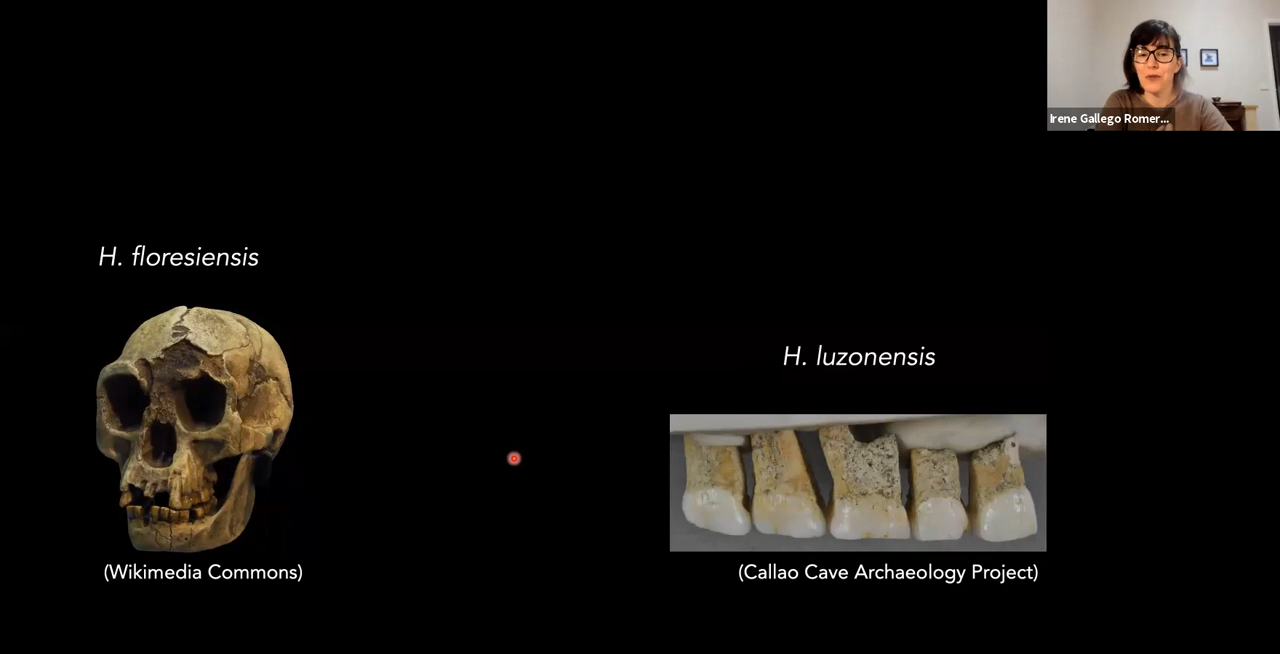 Irene Gallego Romer...
H. floresiensis
H. luzonensis
(Wikimedia Commons)
(Callao Cave Archaeology Project)